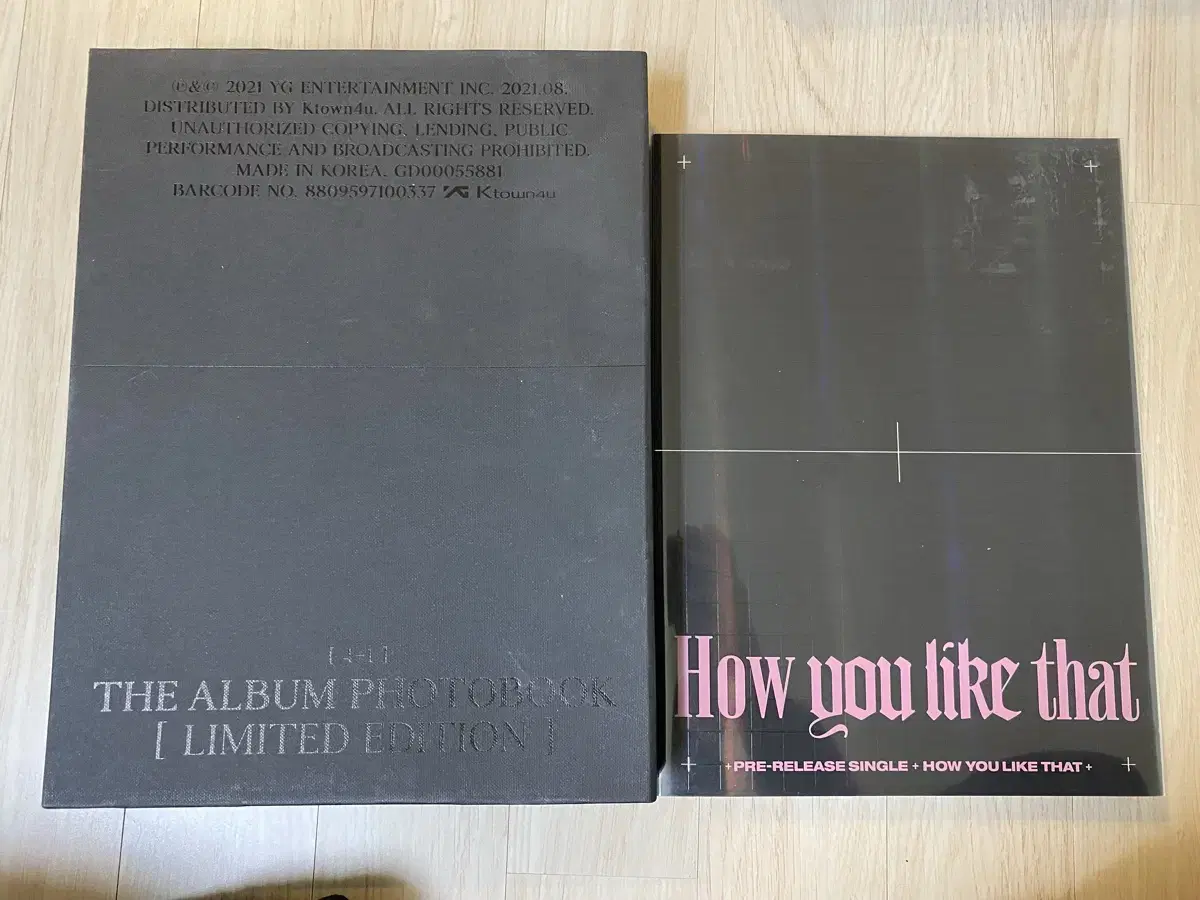 ℗&© 2021 YG ENTERTAINMENT INC. 2021.08.
DISTRIBUTED BY Ktown4u. ALL RIGHTS RESERVED.
UNAUTHORIZED COPYING, LENDING, PUBLIC
PERFORMANCE AND BROADCASTING PROHIBITED.
MADE IN KOREA. GD00055881
BARCODE NO. 8809597100337 YG Ktown4u
[ 4+1 ]
THE ALBUM PHOTOBOOK
[ LIMITED EDITION ]
How you like that
+PRE-RELEASE SINGLE + HOW YOU LIKE THAT +